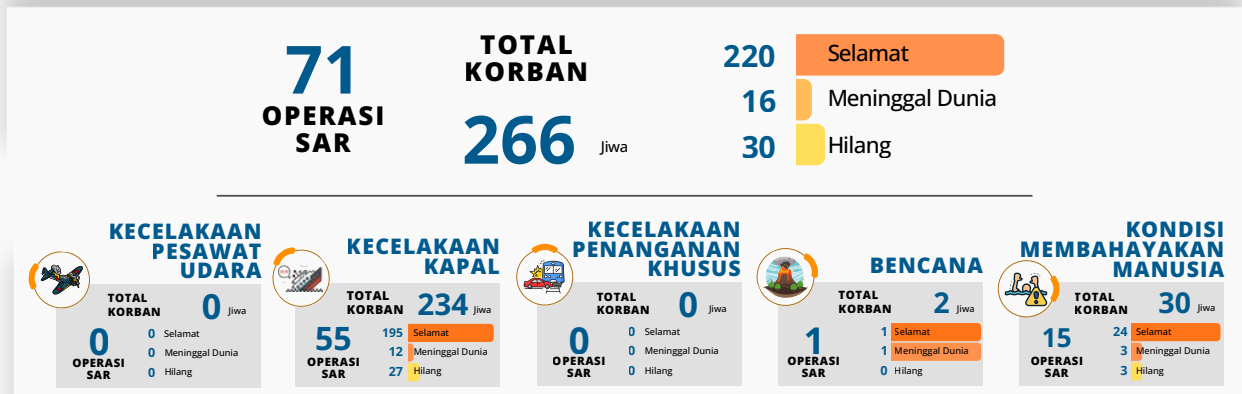 71
OPERASI
SAR
TOTAL
KORBAN
266 Jiwa
220 Selamat
16 Meninggal Dunia
30 Hilang
KECELAKAAN
PESAWAT
UDARA
TOTAL
KORBAN
0 Jiwa
0
OPERASI
SAR
0 Selamat
0 Meninggal Dunia
0 Hilang
KECELAKAAN
KAPAL
TOTAL
KORBAN
234 Jiwa
55
OPERASI
SAR
195 Selamat
12 Meninggal Dunia
27 Hilang
KECELAKAAN
PENANGANAN
KHUSUS
TOTAL
KORBAN
0 Jiwa
0
OPERASI
SAR
0 Selamat
0 Meninggal Dunia
0 Hilang
BENCANA
TOTAL
KORBAN
2 Jiwa
1
OPERASI
SAR
1 Selamat
1 Meninggal Dunia
0 Hilang
KONDISI
MEMBAHAYAKAN
MANUSIA
TOTAL
KORBAN
30 Jiwa
15
OPERASI
SAR
24 Selamat
3 Meninggal Dunia
3 Hilang